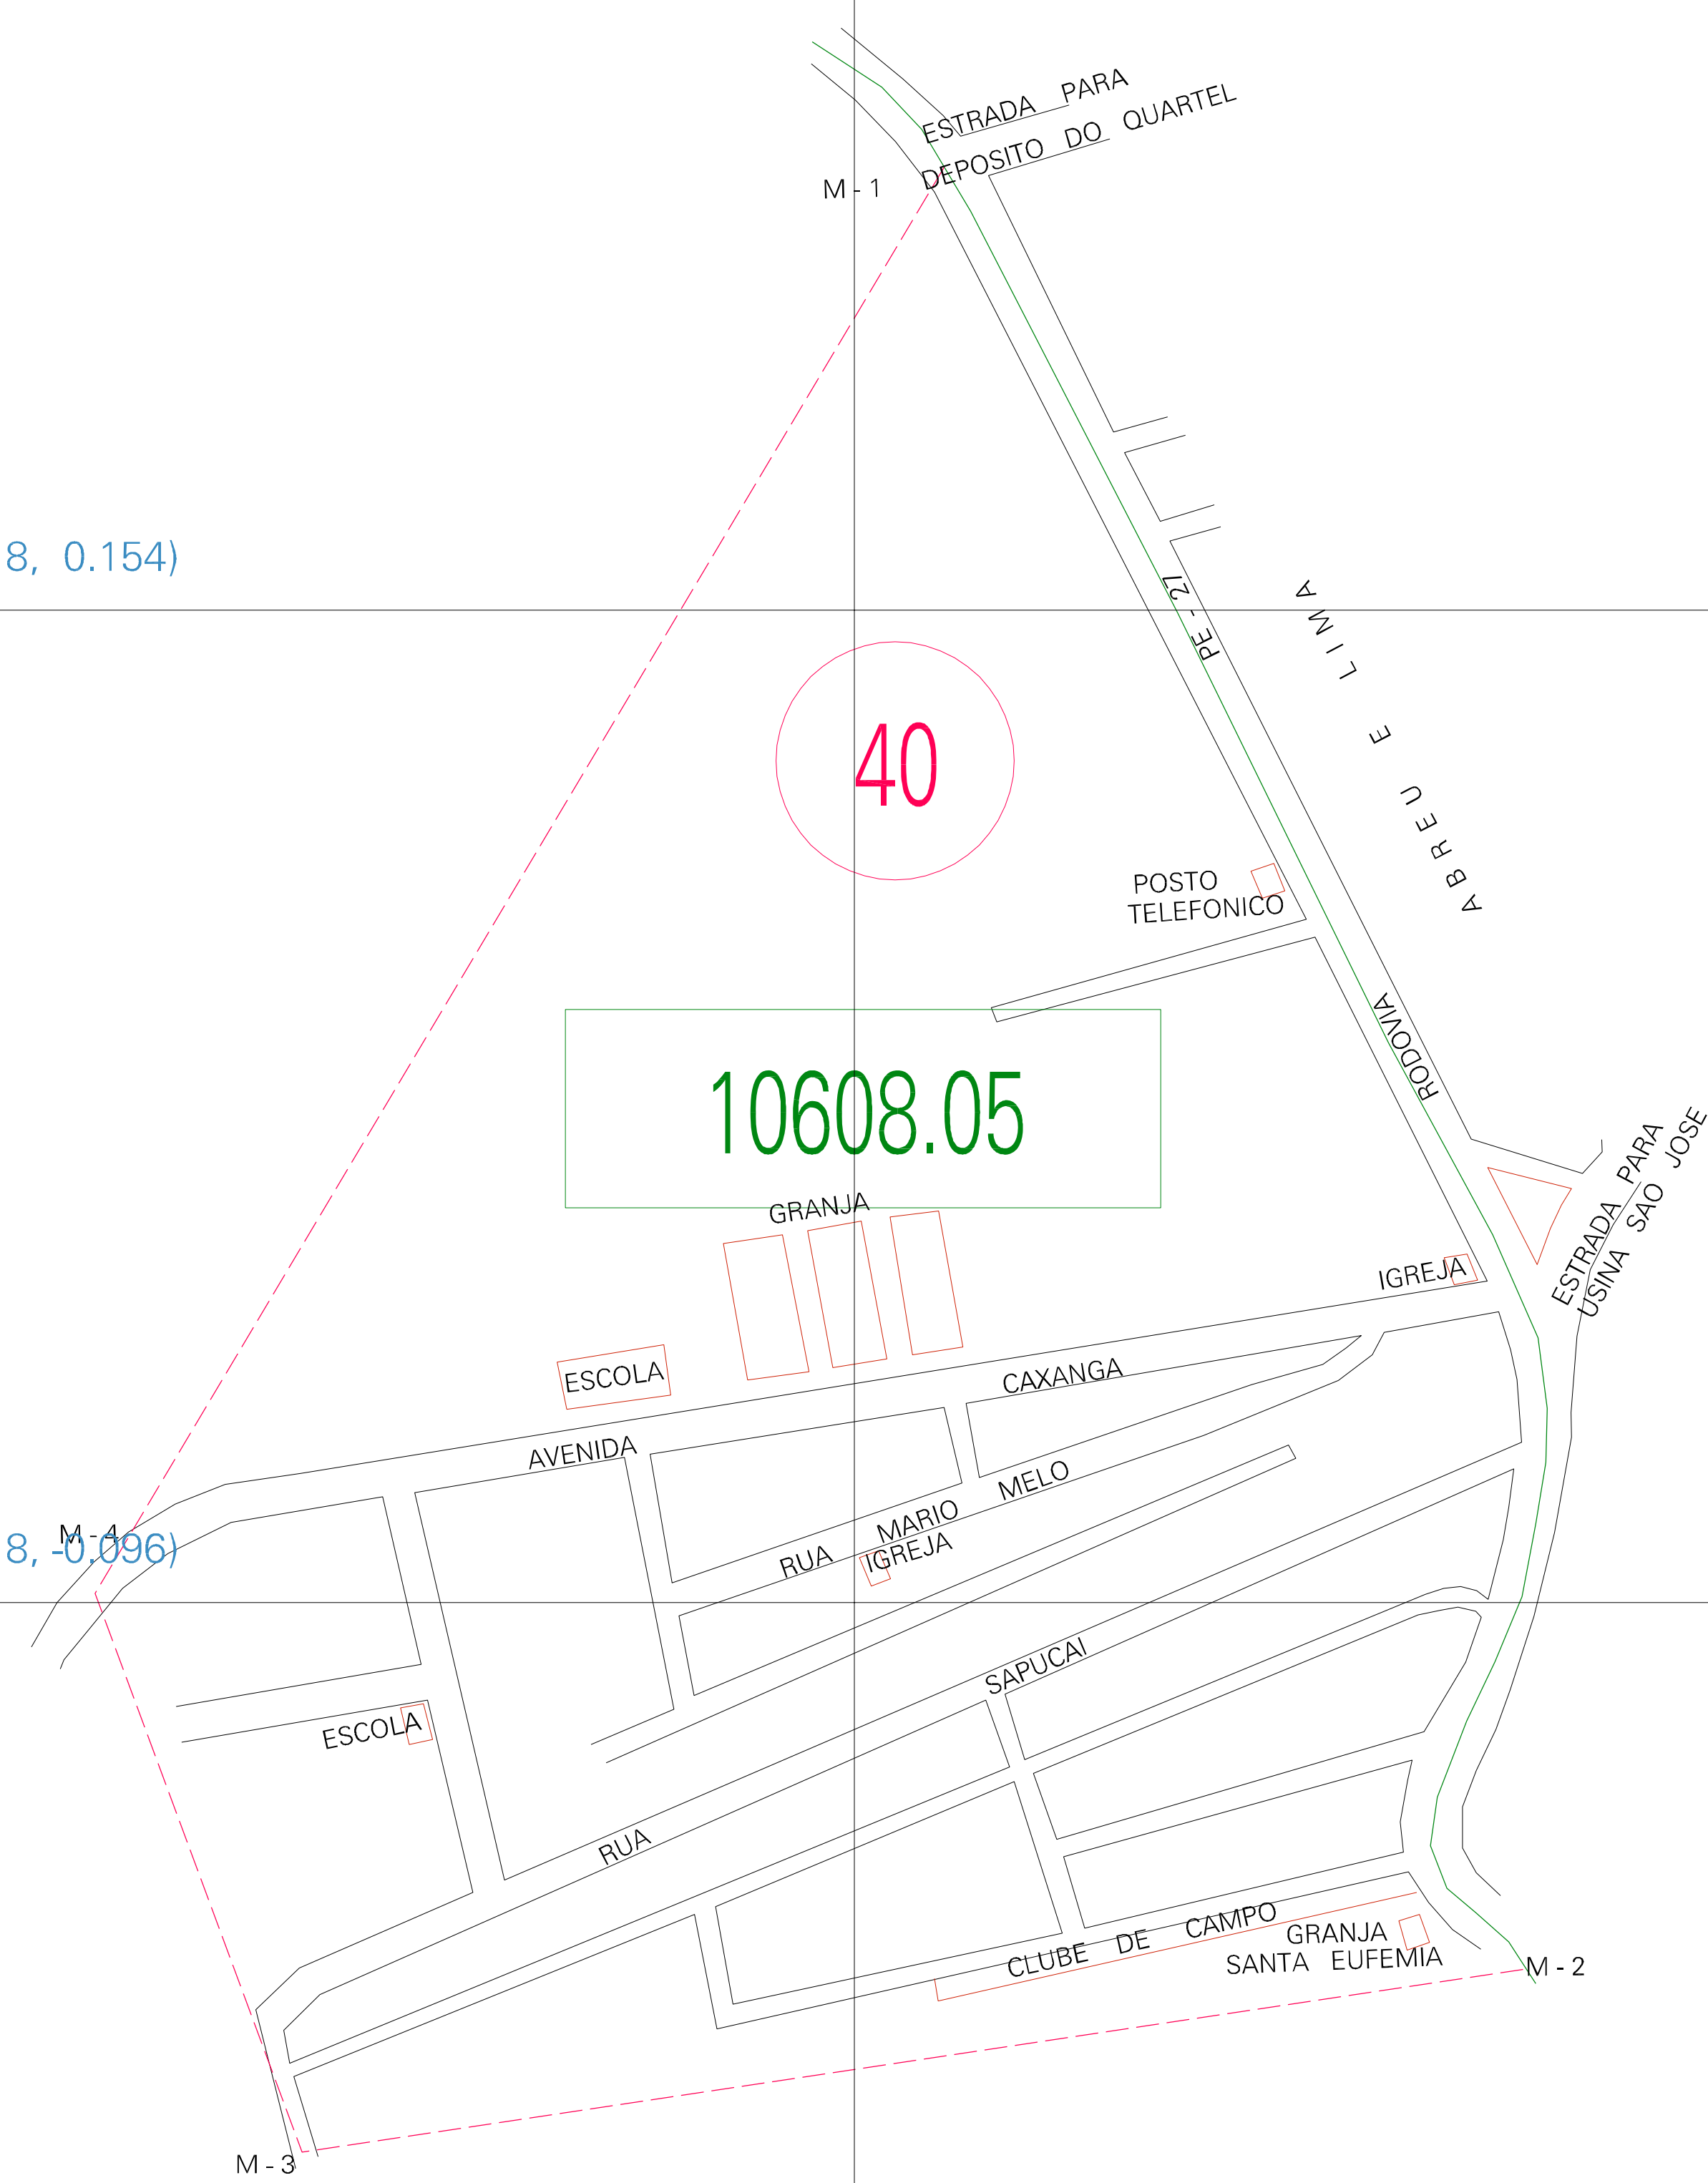 ESTRADA PARA
DEPOSITO DO QUARTEL
M - 1
8, 0.154)
PE - 27
ABREU E LIMA
40
POSTO
TELEFONICO
RODOVIA
10608.05
ESTRADA PARA
USINA SAO JOSE
GRANJA
IGREJA
ESCOLA
CAXANGA
AVENIDA
M - 4
8, -0.096)
RUA MARIO MELO
IGREJA
SAPUCAI
ESCOLA
RUA
CLUBE DE CAMPO
GRANJA
SANTA EUFEMIA
M - 2
M - 3